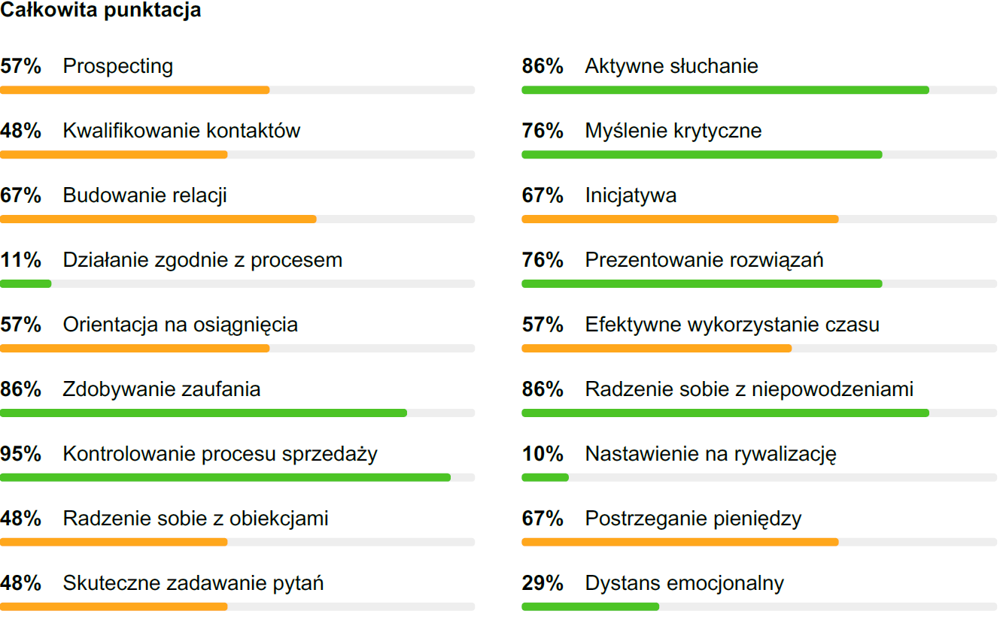 Całkowita punktacja
57% Prospecting
48% Kwalifikowanie kontaktów
67% Budowanie relacji
11% Działanie zgodnie z procesem
57% Orientacja na osiągnięcia
86% Zdobywanie zaufania
95% Kontrolowanie procesu sprzedaży
48% Radzenie sobie z obiekcjami
48% Skuteczne zadawanie pytań
86% Aktywne słuchanie
76% Myślenie krytyczne
67% Inicjatywa
76% Prezentowanie rozwiązań
57% Efektywne wykorzystanie czasu
86% Radzenie sobie z niepowodzeniami
10% Nastawienie na rywalizację
67% Postrzeganie pieniędzy
29% Dystans emocjonalny